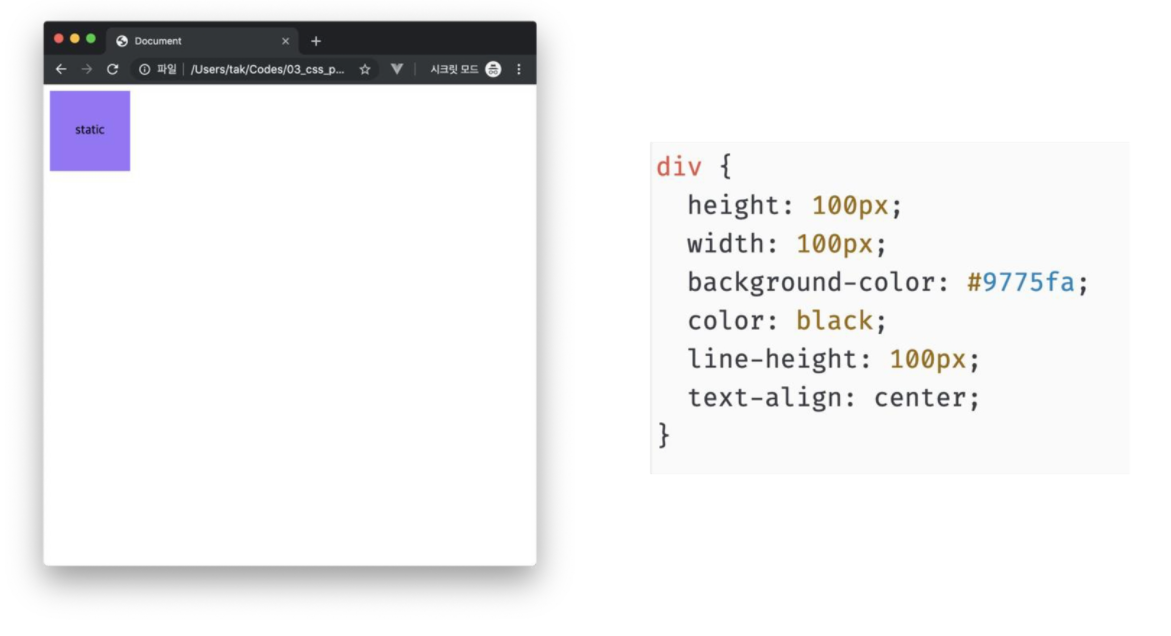 Document
파일 | /Users/tak/Codes/03_css_p... 시크릿 모드
static
div {
height: 100px;
width: 100px;
background-color: #9775fa;
color: black;
line-height: 100px;
text-align: center;
}